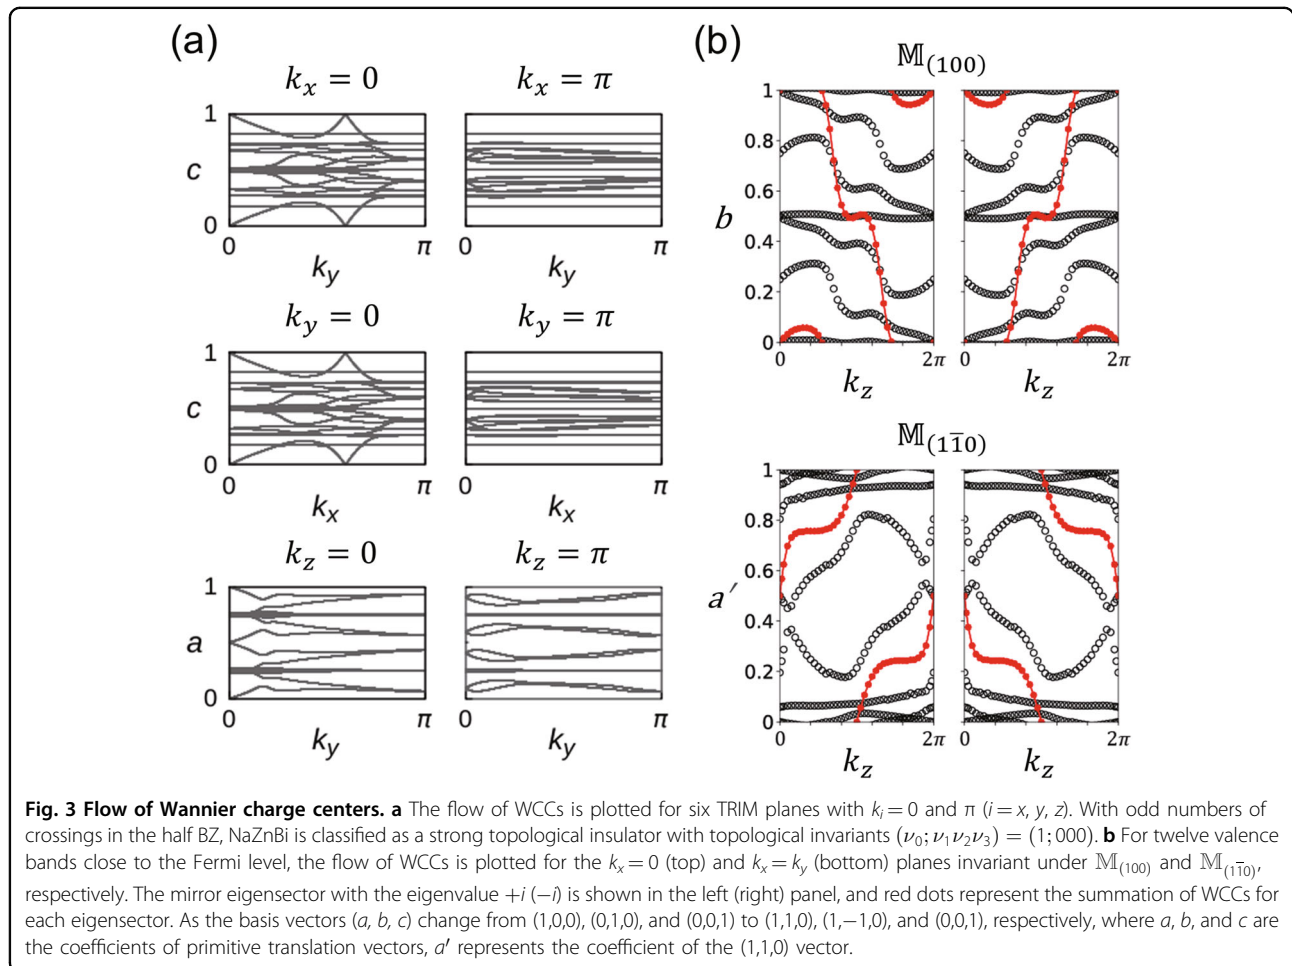 (a)
k_x = 0
k_x = π
1
c
0
0
π
0
π
k_y
k_y
k_y = 0
k_y = π
1
c
0
0
π
0
π
k_x
k_x
k_z = 0
k_z = π
1
a
0
0
π
0
π
k_y
k_y
(b)
𝕄(100)
1
0.8
0.6
b
0.4
0.2
0
0
2π
0
2π
k_z
k_z
𝕄(11̅0)
1
0.8
0.6
a′
0.4
0.2
0
0
2π
0
2π
k_z
k_z
Fig. 3 Flow of Wannier charge centers. a The flow of WCCs is plotted for six TRIM planes with k_i = 0 and π (i = x, y, z). With odd numbers of
crossings in the half BZ, NaZnBi is classified as a strong topological insulator with topological invariants (ν₀; ν₁ν₂ν₃) = (1; 000). b For twelve valence
bands close to the Fermi level, the flow of WCCs is plotted for the k_x = 0 (top) and k_x = k_y (bottom) planes invariant under 𝕄(100) and 𝕄(11̅0),
respectively. The mirror eigensector with the eigenvalue +i (−i) is shown in the left (right) panel, and red dots represent the summation of WCCs for
each eigensector. As the basis vectors (a, b, c) change from (1,0,0), (0,1,0), and (0,0,1) to (1,1,0), (1,−1,0), and (0,0,1), respectively, where a, b, and c are
the coefficients of primitive translation vectors, a′ represents the coefficient of the (1,1,0) vector.